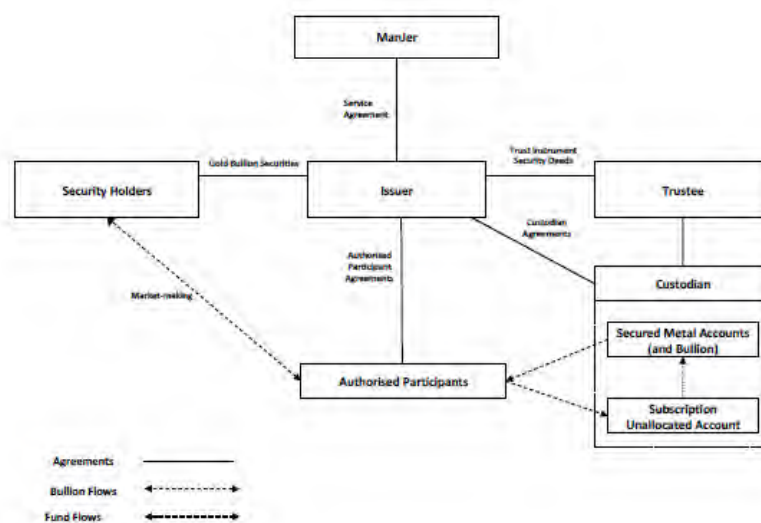 ManJer
Service
Agreement
Gold Bullion Securities
Trust Instrument
Security Deeds
Security Holders
Issuer
Trustee
Custodian
Agreements
Authorised
Participant
Agreements
Custodian
Market-making
Secured Metal Accounts
(and Bullion)
Authorised Participants
Subscription
Unallocated Account
Agreements
Bullion Flows
Fund Flows